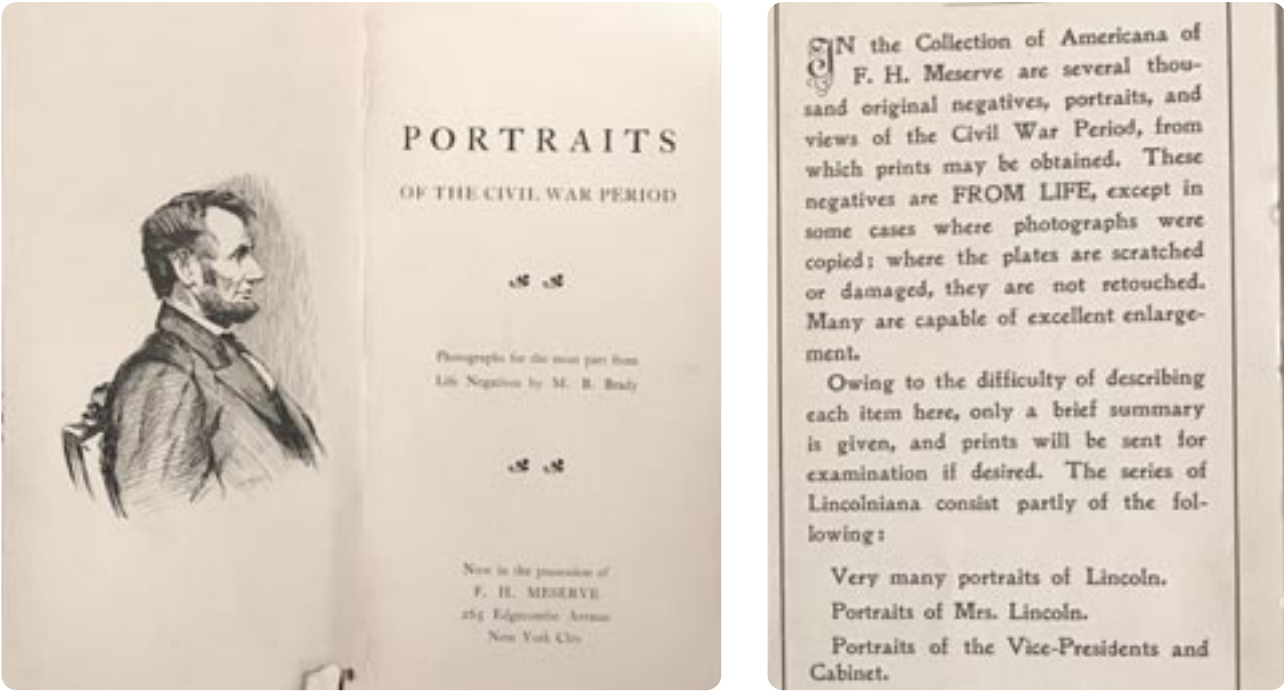 PORTRAITS
OF THE CIVIL WAR PERIOD
Photographs for the most part from
Life Negatives by M. B. Brady
Now in the possession of
F. H. MESERVE
264 Edgecombe Avenue
New York City
IN the Collection of Americana of
F. H. Meserve are several thou-
sand original negatives, portraits, and
views of the Civil War Period, from
which prints may be obtained. These
negatives are FROM LIFE, except in
some cases where photographs were
copied; where the plates are scratched
or damaged, they are not retouched.
Many are capable of excellent enlarge-
ment.
Owing to the difficulty of describing
each item here, only a brief summary
is given, and prints will be sent for
examination if desired. The series of
Lincolniana consist partly of the fol-
lowing:
Very many portraits of Lincoln.
Portraits of Mrs. Lincoln.
Portraits of the Vice-Presidents and
Cabinet.